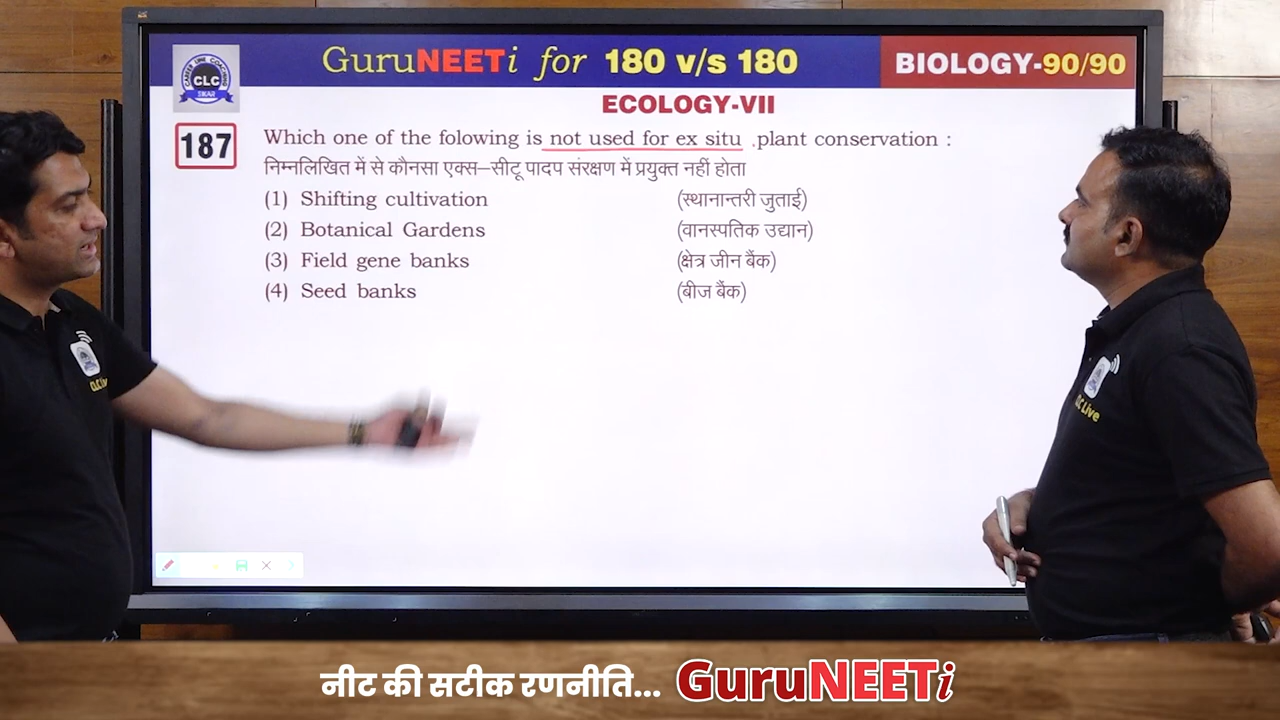 GuruNEETi for 180 v/s 180
BIOLOGY-90/90
CLC
SIKAR
ECOLOGY-VII
187
Which one of the folowing is not used for ex situ plant conservation :
निम्नलिखित में से कौनसा एक्स–सीटू पादप संरक्षण में प्रयुक्त नहीं होता
(1) Shifting cultivation (स्थानान्तरी जुताई)
(2) Botanical Gardens (वानस्पतिक उद्यान)
(3) Field gene banks (क्षेत्र जीन बैंक)
(4) Seed banks (बीज बैंक)
नीट की सटीक रणनीति... GuruNEETi